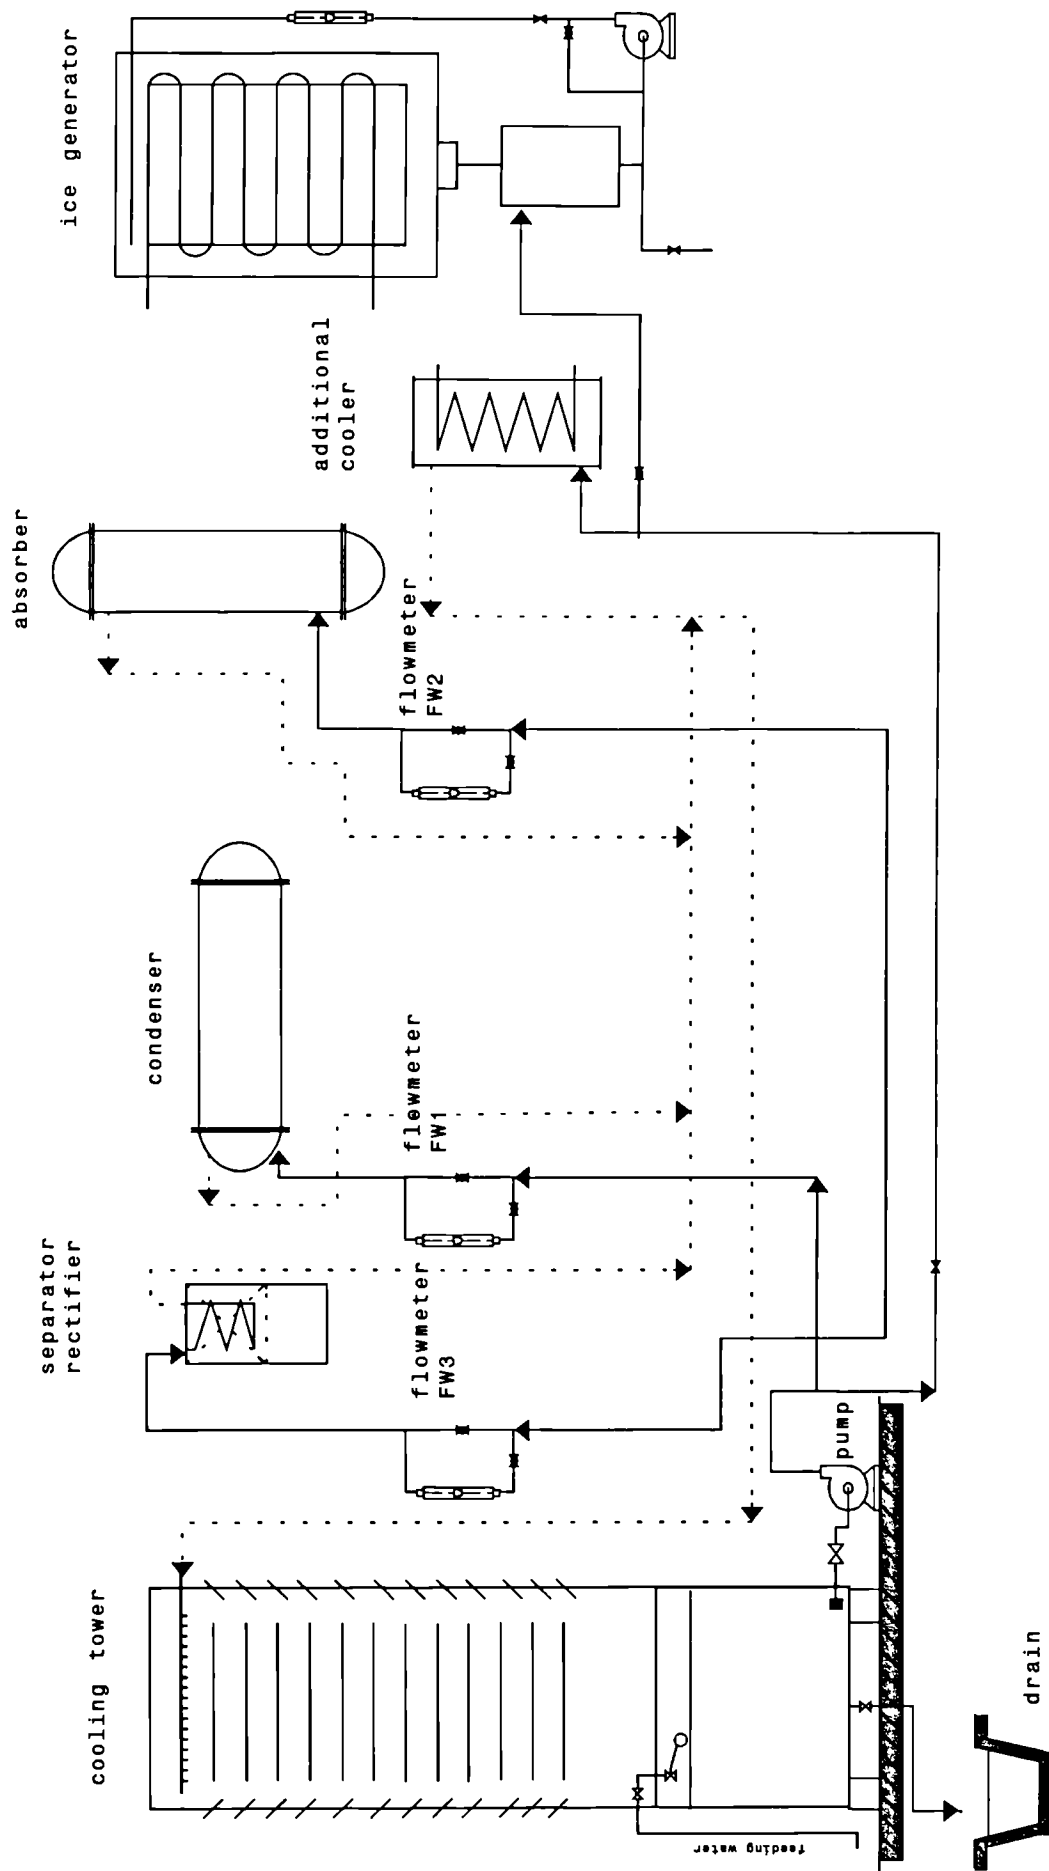 cooling tower
separator
rectifier
condenser
absorber
additional
cooler
ice generator
flowmeter
FW3
flowmeter
FW1
flowmeter
FW2
pump
feeding water
drain